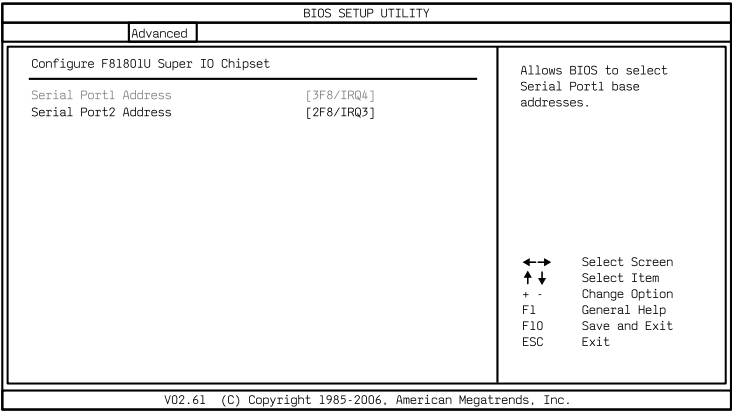 BIOS SETUP UTILITY
Advanced
Configure F81801U Super IO Chipset
Serial Port1 Address [3F8/IRQ4]
Serial Port2 Address [2F8/IRQ3]
Allows BIOS to select
Serial Port1 base
addresses.
←→ Select Screen
↑↓ Select Item
+ - Change Option
F1 General Help
F10 Save and Exit
ESC Exit
V02.61 (C) Copyright 1985-2006, American Megatrends, Inc.